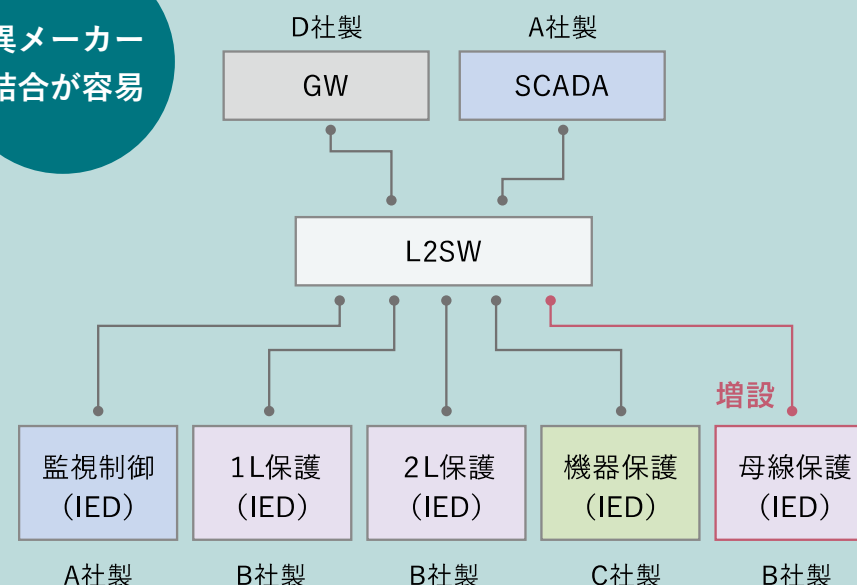 異メーカー
結合が容易
D社製
A社製
GW
SCADA
L2SW
増設
監視制御
（IED）
1L保護
（IED）
2L保護
（IED）
機器保護
（IED）
母線保護
（IED）
A社製
B社製
B社製
C社製
B社製